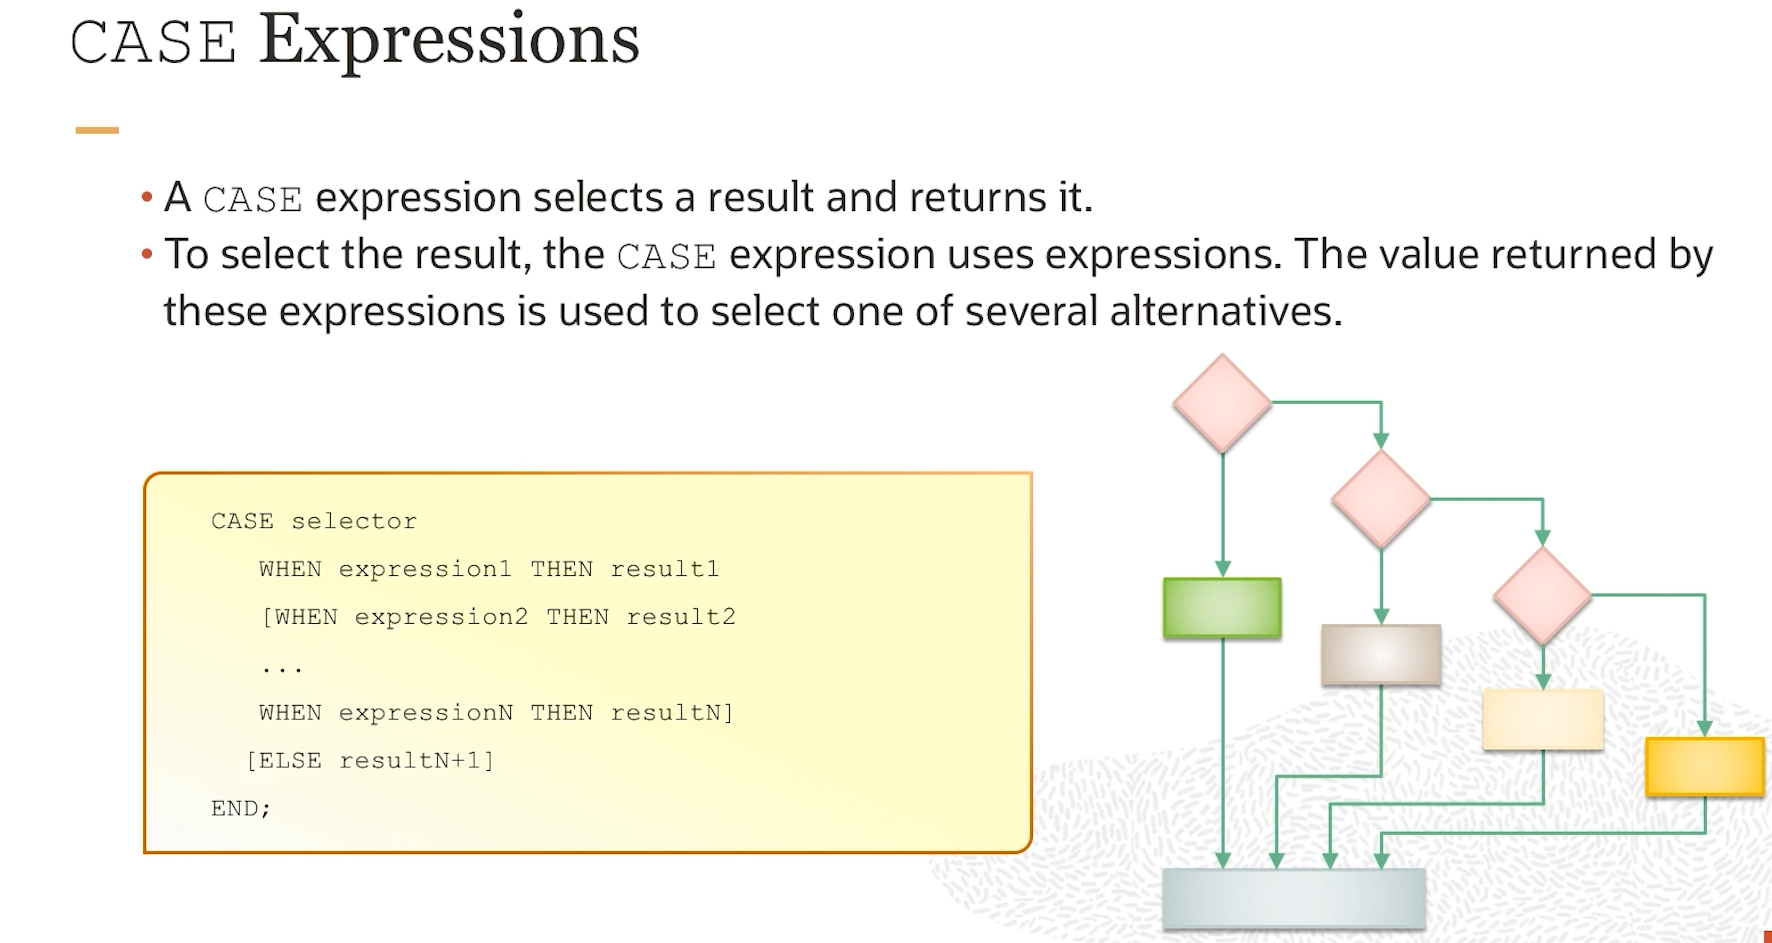 CASE Expressions
• A CASE expression selects a result and returns it.
• To select the result, the CASE expression uses expressions. The value returned by
these expressions is used to select one of several alternatives.
CASE selector
WHEN expression1 THEN result1
[WHEN expression2 THEN result2
...
WHEN expressionN THEN resultN]
[ELSE resultN+1]
END;